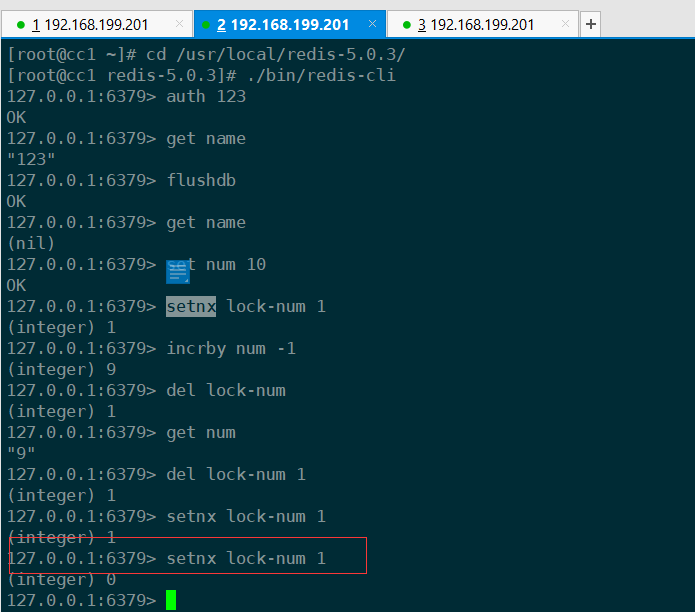 1 192.168.199.201 × 2 192.168.199.201 × 3 192.168.199.201 × +
[root@cc1 ~]# cd /usr/local/redis-5.0.3/
[root@cc1 redis-5.0.3]# ./bin/redis-cli
127.0.0.1:6379> auth 123
OK
127.0.0.1:6379> get name
"123"
127.0.0.1:6379> flushdb
OK
127.0.0.1:6379> get name
(nil)
127.0.0.1:6379> set num 10
OK
127.0.0.1:6379> setnx lock-num 1
(integer) 1
127.0.0.1:6379> incrby num -1
(integer) 9
127.0.0.1:6379> del lock-num
(integer) 1
127.0.0.1:6379> get num
"9"
127.0.0.1:6379> del lock-num 1
(integer) 1
127.0.0.1:6379> setnx lock-num 1
(integer) 1
127.0.0.1:6379> setnx lock-num 1
(integer) 0
127.0.0.1:6379>